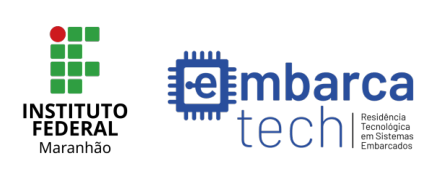 INSTITUTO
FEDERAL
Maranhão
embarca
tech
Residência
Tecnológica
em Sistemas
Embarcados